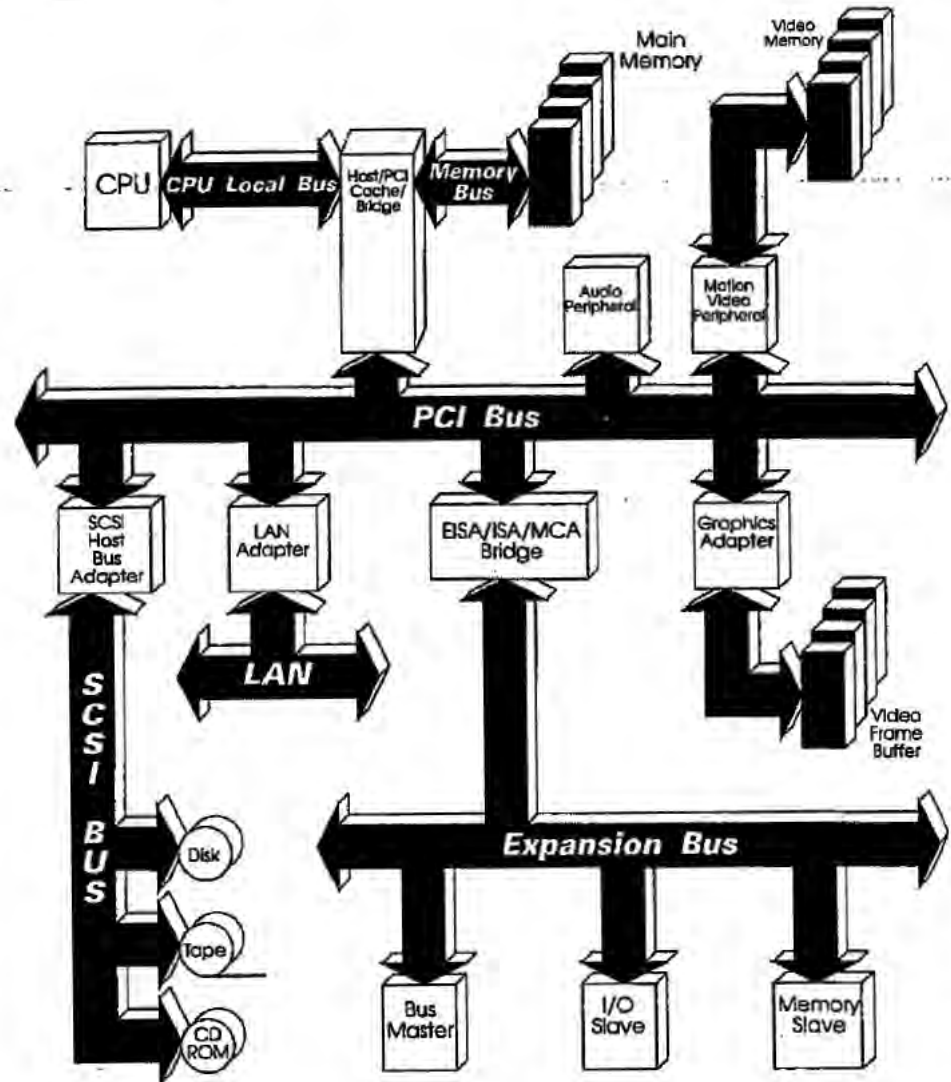 Main
Memory
Video
Memory
CPU
CPU Local Bus
Host/PCI
Cache/
Bridge
Memory
Bus
Audio
Peripheral
Motion
Video
Peripheral
PCI Bus
SCSI
Host
Bus
Adapter
LAN
Adapter
EISA/ISA/MCA
Bridge
Graphics
Adapter
LAN
SCSI BUS
Video
Frame
Buffer
Expansion Bus
Disk
Tape
CD
ROM
Bus
Master
I/O
Slave
Memory
Slave